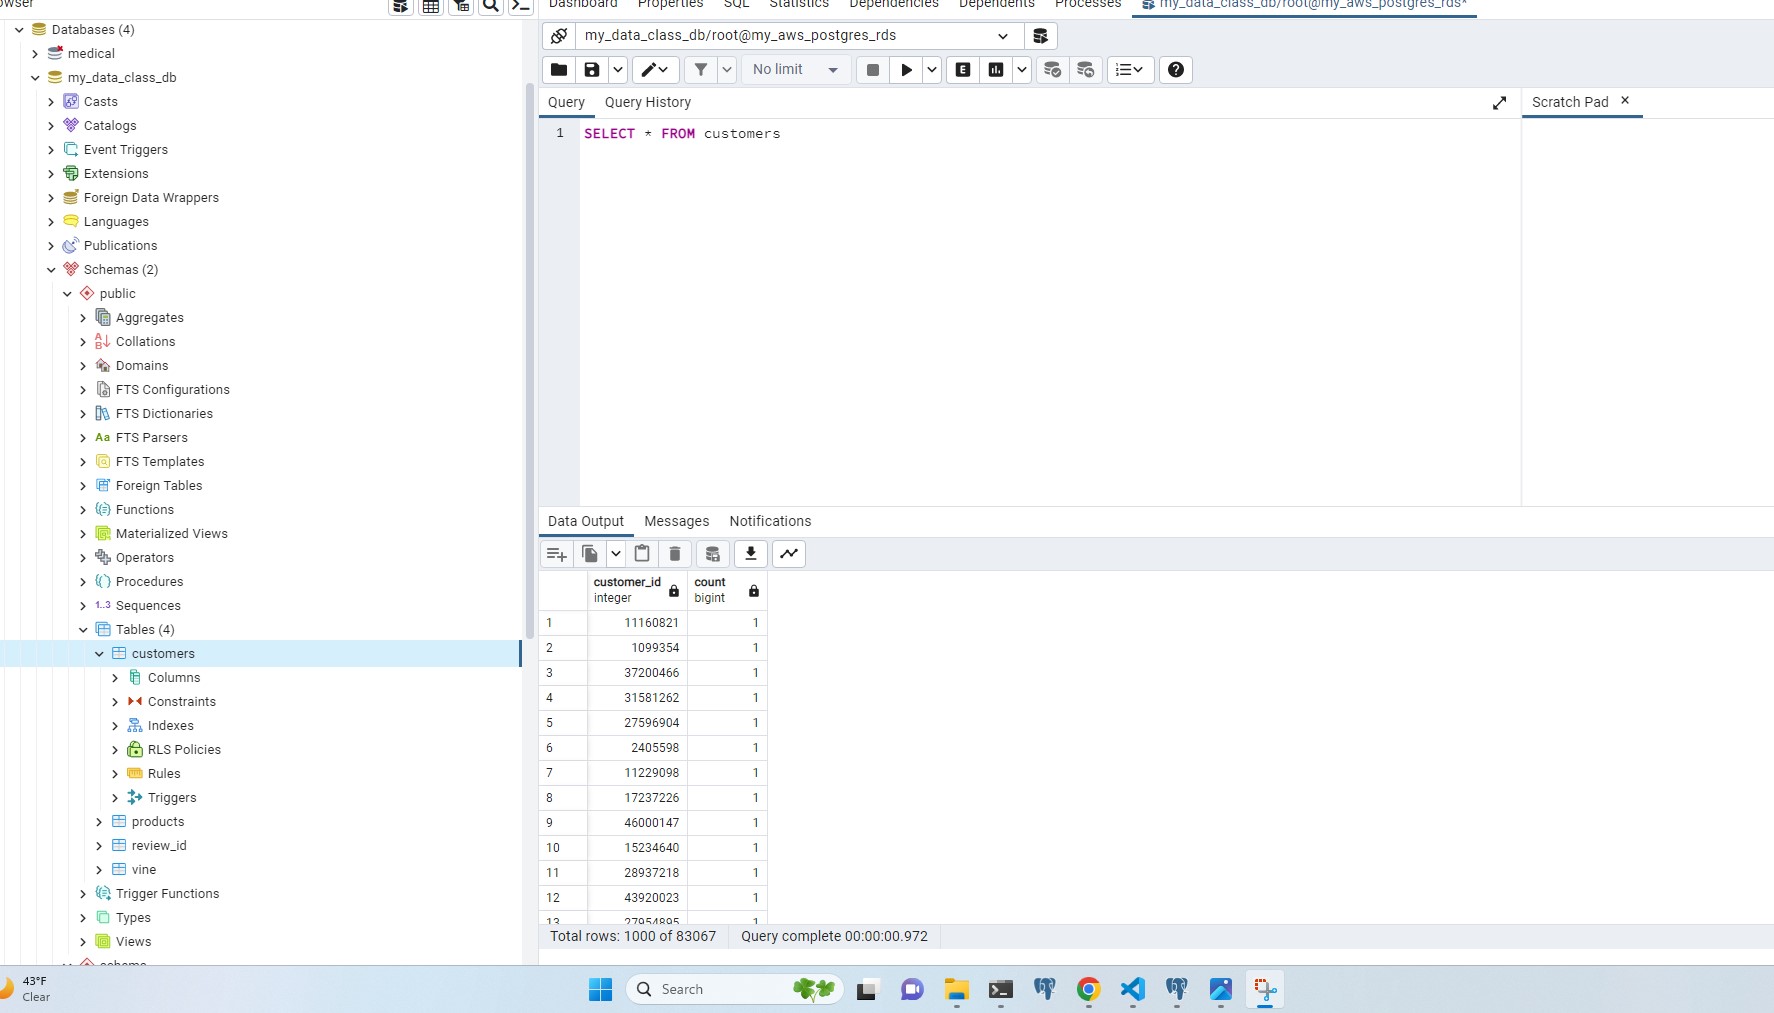 Dashboard Properties SQL Statistics Dependencies Dependents Processes my_data_class_db/root@my_aws_postgres_rds*
my_data_class_db/root@my_aws_postgres_rds
No limit
E
Query Query History
Scratch Pad ×
1 SELECT * FROM customers
Databases (4)
medical
my_data_class_db
Casts
Catalogs
Event Triggers
Extensions
Foreign Data Wrappers
Languages
Publications
Schemas (2)
public
Aggregates
Collations
Domains
FTS Configurations
FTS Dictionaries
Aa FTS Parsers
FTS Templates
Foreign Tables
Functions
Materialized Views
Operators
Procedures
1..3 Sequences
Tables (4)
customers
Columns
Constraints
Indexes
RLS Policies
Rules
Triggers
products
review_id
vine
Trigger Functions
Types
Views
Data Output Messages Notifications
customer_id count
integer bigint
1 11160821 1
2 1099354 1
3 37200466 1
4 31581262 1
5 27596904 1
6 2405598 1
7 11229098 1
8 17237226 1
9 46000147 1
10 15234640 1
11 28937218 1
12 43920023 1
13 27954895 1
Total rows: 1000 of 83067 Query complete 00:00:00.972
43°F
Clear
Search